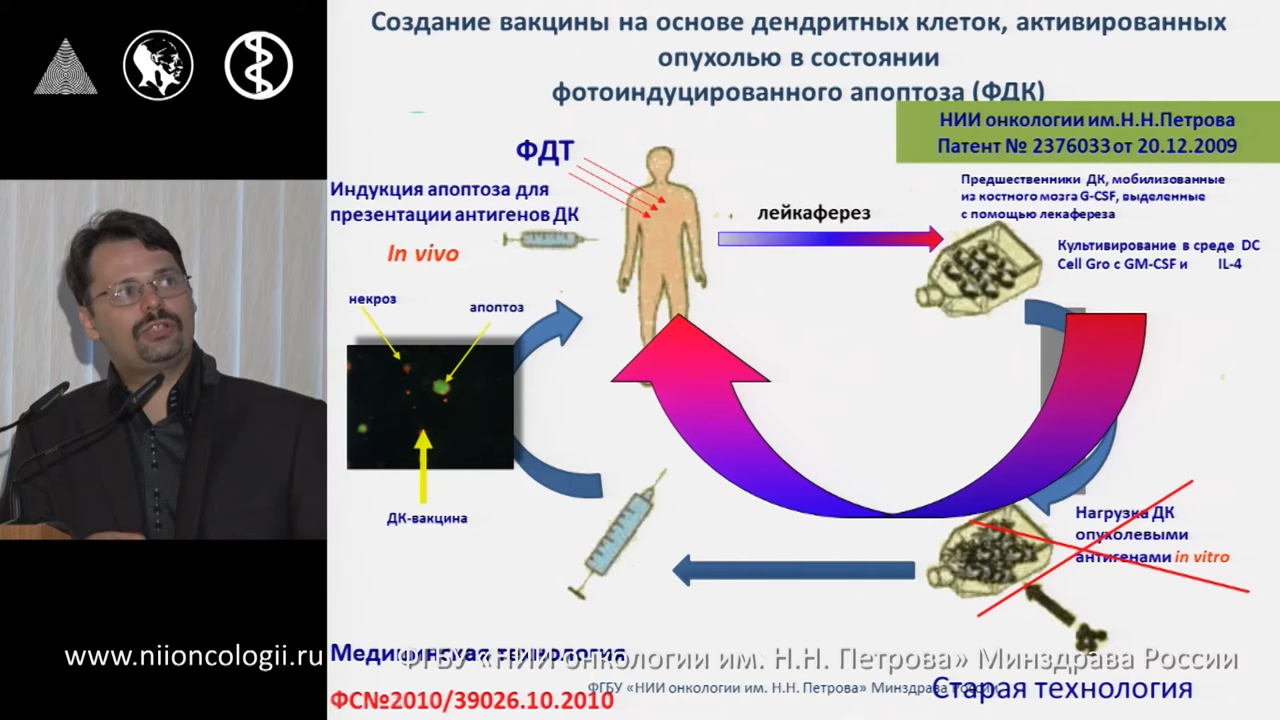 Создание вакцины на основе дендритных клеток, активированных
опухолью в состоянии
фотоиндуцированного апоптоза (ФДК)
НИИ онкологии им.Н.Н.Петрова
Патент № 2376033 от 20.12.2009
ФДТ
Индукция апоптоза для
презентации антигенов ДК
In vivo
лейкаферез
Предшественники ДК, мобилизованные
из костного мозга G-CSF, выделенные
с помощью лекафереза
Культивирование в среде DC
Cell Gro с GM-CSF и IL-4
некроз
апоптоз
ДК-вакцина
Нагрузка ДК
опухолевыми
антигенами in vitro
www.niioncologii.ru
Медицинская технология
ФГБУ «НИИ онкологии им. Н.Н. Петрова» Минздрава России
ФГБУ «НИИ онкологии им. Н.Н. Петрова» Минздрава России
Старая технология
ФС№2010/39026.10.2010